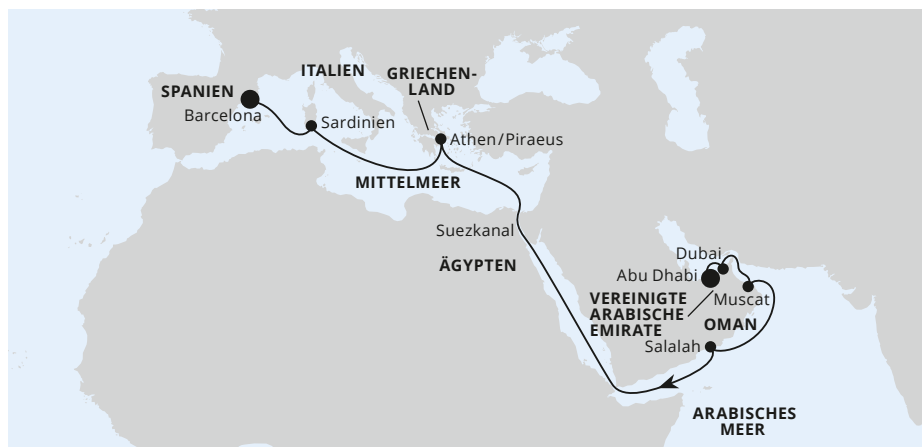 ITALIEN
GRIECHEN-
LAND
SPANIEN
Barcelona
Sardinien
Athen/Piraeus
MITTELMEER
Suezkanal
ÄGYPTEN
Dubai
Abu Dhabi
Muscat
VEREINIGTE
ARABISCHE
EMIRATE
OMAN
Salalah
ARABISCHES
MEER